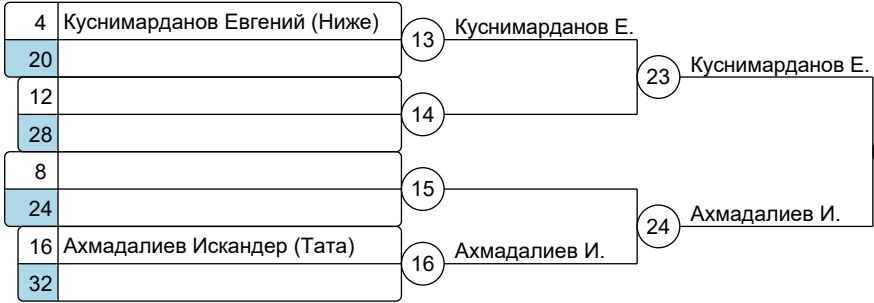 4 Куснимарданов Евгений (Ниже)
20
13 Куснимарданов Е.
12
28
14
23 Куснимарданов Е.
8
24
15
16 Ахмадалиев Искандер (Тата)
32
16 Ахмадалиев И.
24 Ахмадалиев И.